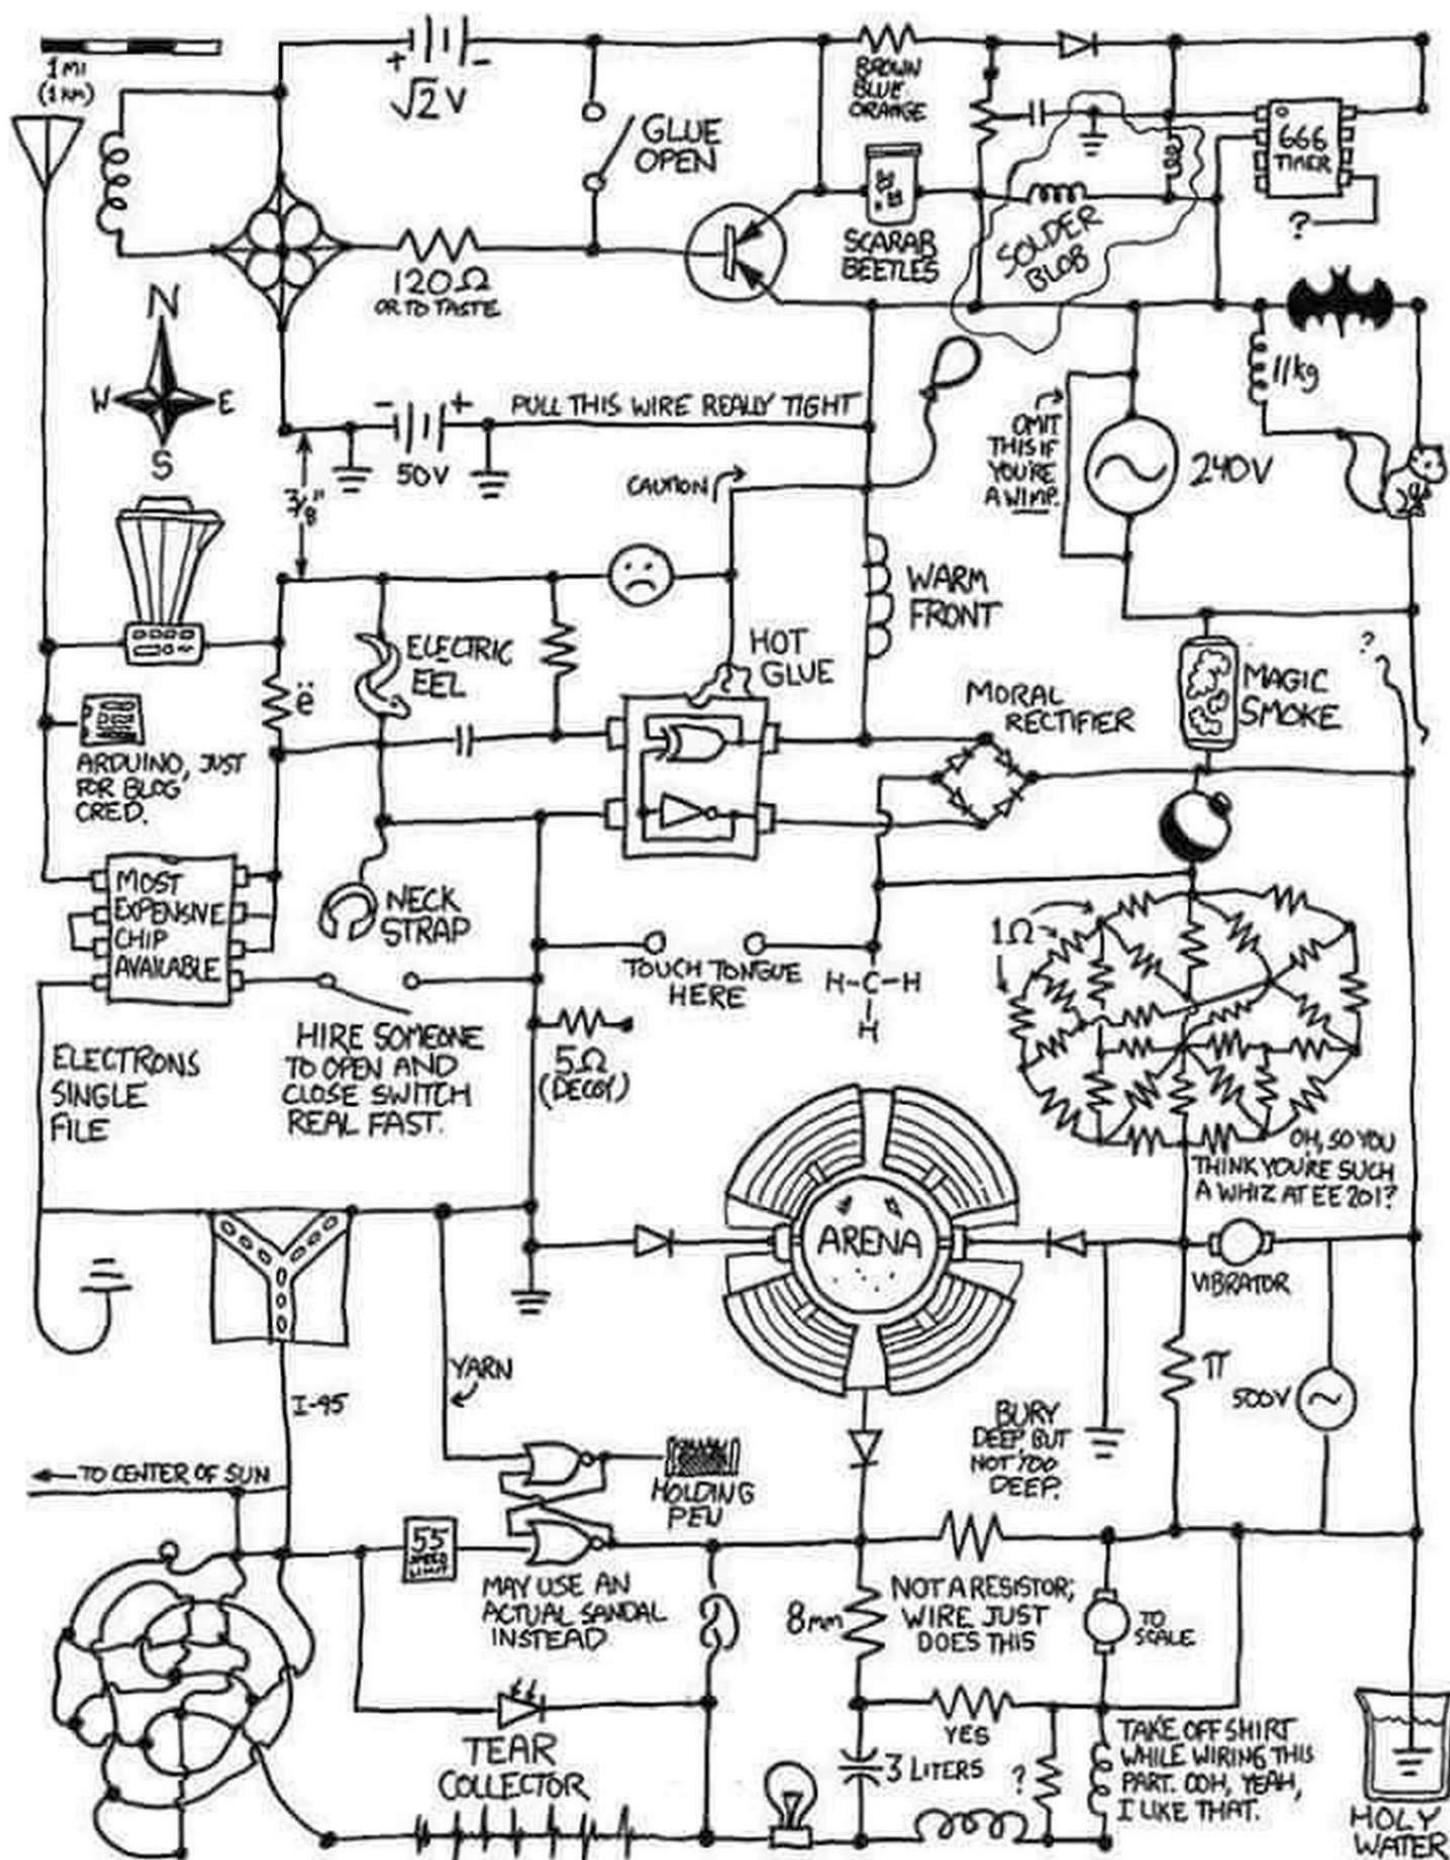 1 MI
(1 KM)
+ -
√2 V
GLUE
OPEN
BROWN
BLUE
ORANGE
666
TIMER
?
SCARAB
BEETLES
SOLDER
BLOB
120Ω
OR TO TASTE
N
W E
S
- +
50V
PULL THIS WIRE REALLY TIGHT
11kg
OMIT
THIS IF
YOU'RE
A WIMP.
240V
CAUTION
7/8"
WARM
FRONT
ELECTRIC
EEL
HOT
GLUE
ë
MORAL
RECTIFIER
MAGIC
SMOKE
?
ARDUINO, JUST
FOR BLOG
CRED.
MOST
EXPENSIVE
CHIP
AVAILABLE
NECK
STRAP
TOUCH TONGUE
HERE
H-C-H
H
1Ω
ELECTRONS
SINGLE
FILE
HIRE SOMEONE
TO OPEN AND
CLOSE SWITCH
REAL FAST.
5Ω
(DECOY)
OH, SO YOU
THINK YOU'RE SUCH
A WHIZ AT EE 201?
ARENA
VIBRATOR
YARN
I-95
π
500V
BURY
DEEP, BUT
NOT TOO
DEEP.
TO CENTER OF SUN
HOLDING
PEN
55
SPEED
LIMIT
MAY USE AN
ACTUAL SANDAL
INSTEAD
8mm
NOT A RESISTOR;
WIRE JUST
DOES THIS
TO
SCALE
YES
TEAR
COLLECTOR
3 LITERS
?
TAKE OFF SHIRT
WHILE WIRING THIS
PART. OOH, YEAH,
I LIKE THAT.
HOLY
WATER